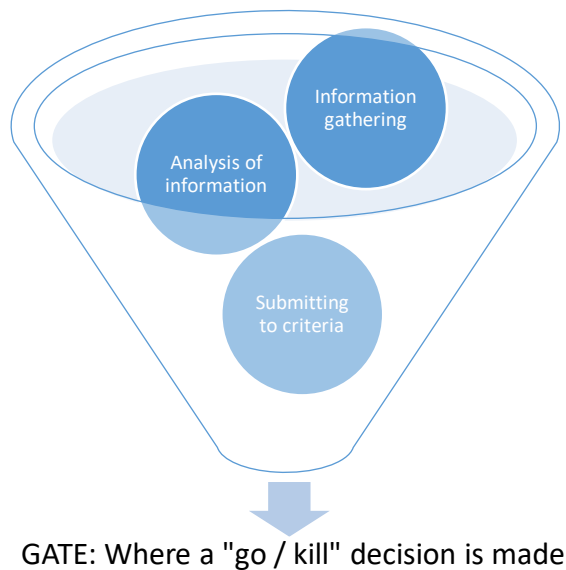 Information
gathering
Analysis of
information
Submitting
to criteria
GATE: Where a "go / kill" decision is made